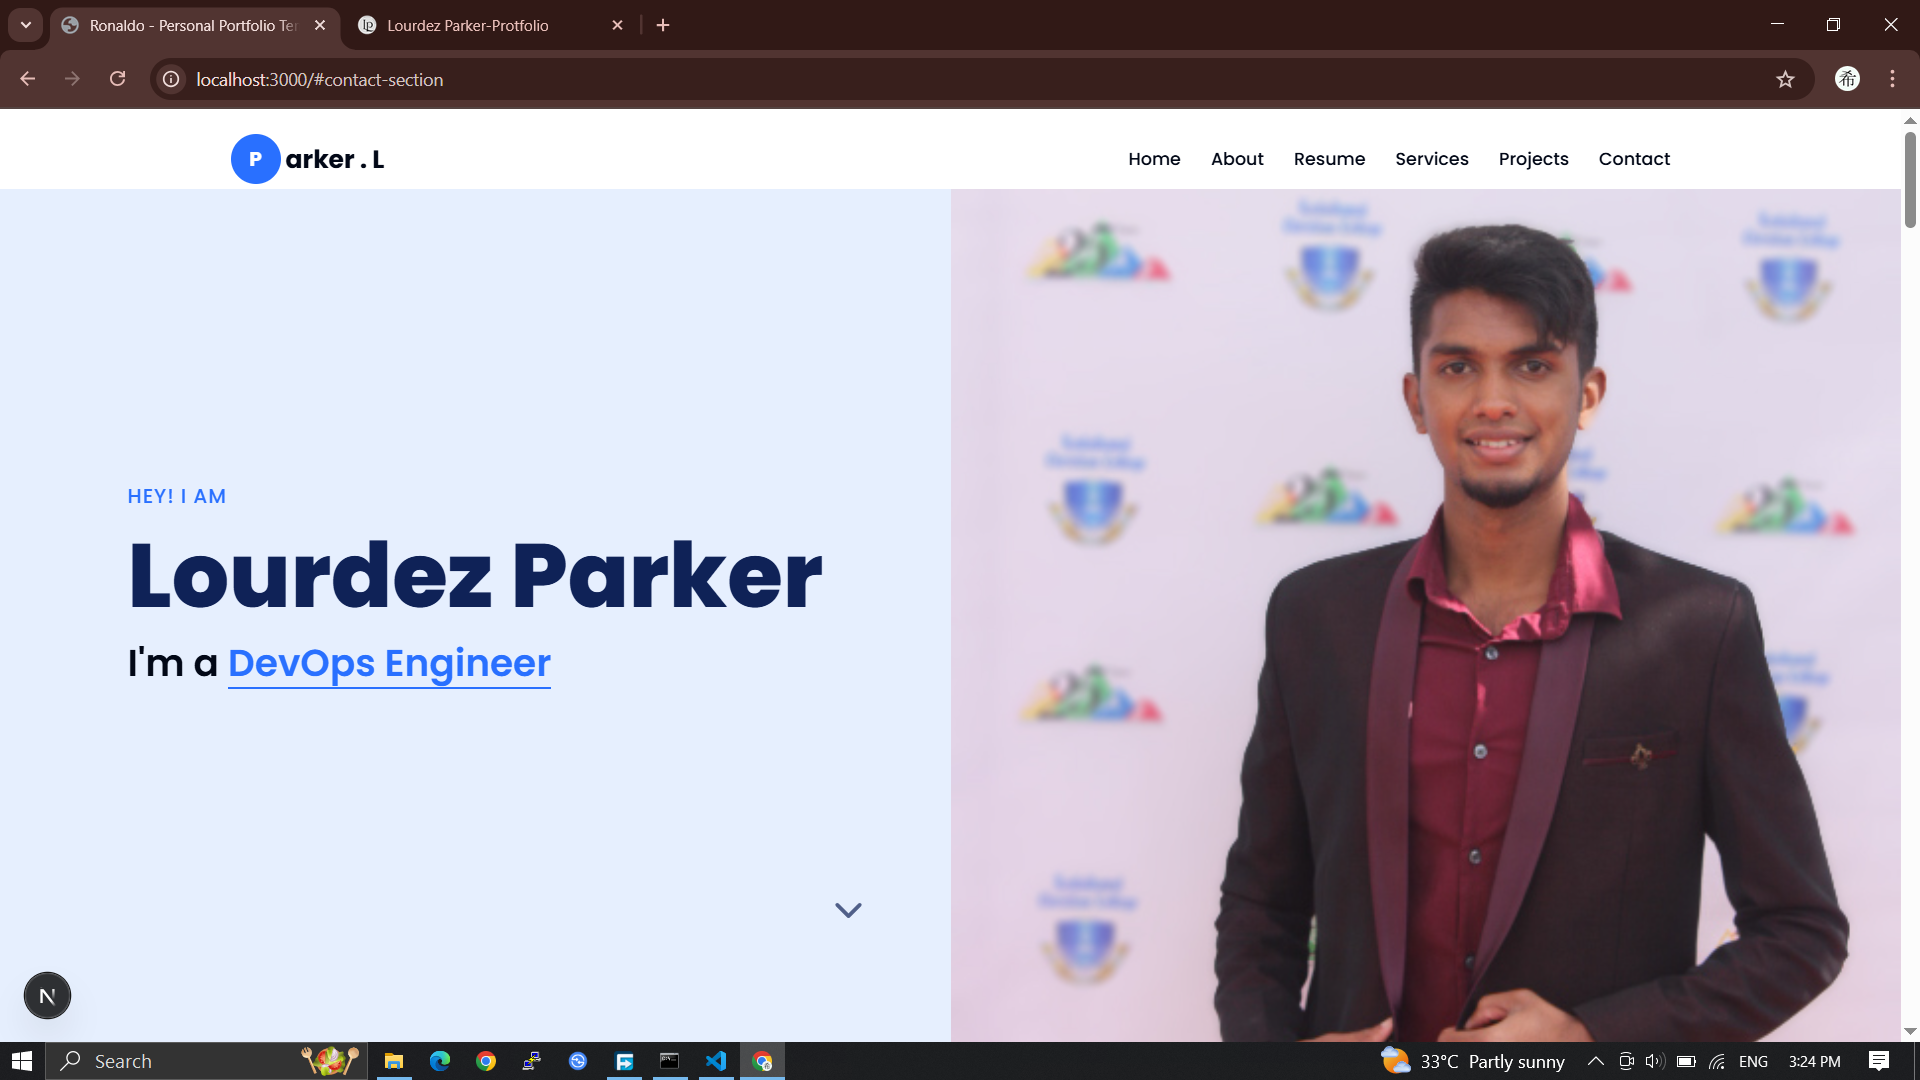 Ronaldo - Personal Portfolio Ter
Lourdez Parker-Protfolio
localhost:3000/#contact-section
希
P arker . L
Home About Resume Services Projects Contact
HEY! I AM
Lourdez Parker
I'm a DevOps Engineer
N
Search
33°C Partly sunny
ENG
3:24 PM